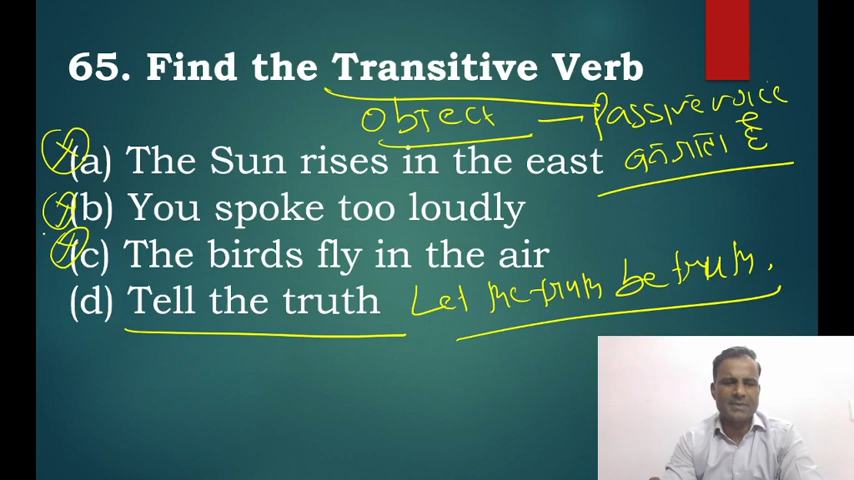 65. Find the Transitive Verb
Object → Passive voice
बनाता है
(a) The Sun rises in the east
(b) You spoke too loudly
(c) The birds fly in the air
(d) Tell the truth Let the truth be truth.